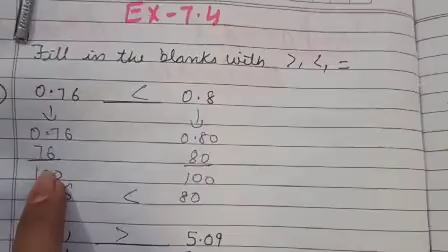 Ex-7.4
Fill in the blanks with >, <, =
0.76 < 0.8
↓ ↓
0.76 0.80
76 80
100 100
< 80
> 5.09